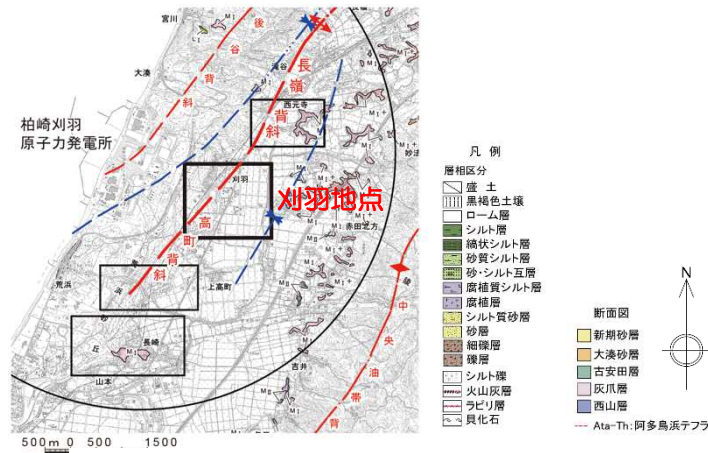 宮川
大湊
後
谷
背
斜
滝谷
長
嶺
背
斜
西元寺
柏崎刈羽
原子力発電所
妙法
刈羽
刈羽地点
赤田北方
高
町
背
斜
荒浜
上高町
長崎
山本
吉井
中
央
油
帯
背
MⅠ
MⅠ
MⅠ
500m 0 500 1500
凡 例
層相区分
盛 土
黒褐色土壌
ローム層
シルト層
縞状シルト層
砂質シルト層
砂・シルト互層
腐植質シルト層
腐植層
シルト質砂層
砂層
細礫層
礫層
シルト礫
火山灰層
ラピリ層
貝化石
断面図
新期砂層
大湊砂層
古安田層
灰爪層
西山層
Ata-Th:阿多鳥浜テフラ
N